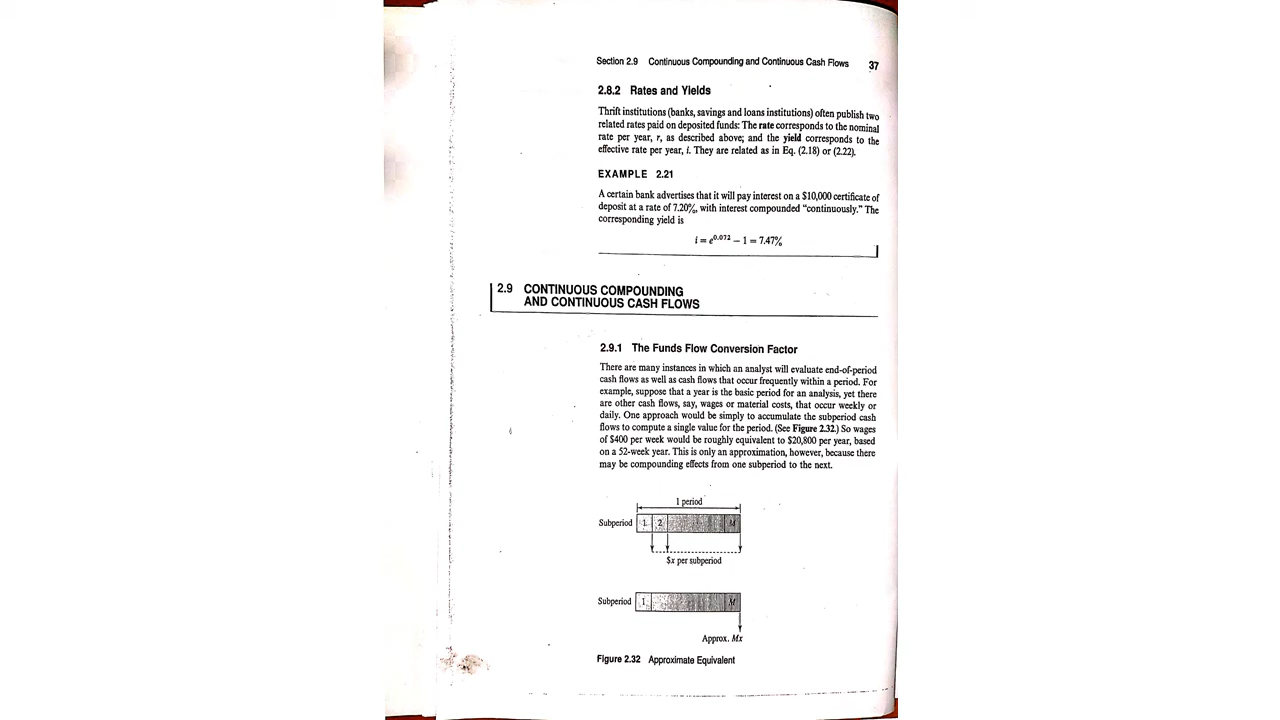 Section 2.9 Continuous Compounding and Continuous Cash Flows 37
2.8.2 Rates and Yields
Thrift institutions (banks, savings and loans institutions) often publish two
related rates paid on deposited funds: The rate corresponds to the nominal
rate per year, r, as described above; and the yield corresponds to the
effective rate per year, i. They are related as in Eq. (2.18) or (2.22).
EXAMPLE 2.21
A certain bank advertises that it will pay interest on a $10,000 certificate of
deposit at a rate of 7.20%, with interest compounded "continuously." The
corresponding yield is
i = e^0.072 – 1 = 7.47%
2.9 CONTINUOUS COMPOUNDING
AND CONTINUOUS CASH FLOWS
2.9.1 The Funds Flow Conversion Factor
There are many instances in which an analyst will evaluate end-of-period
cash flows as well as cash flows that occur frequently within a period. For
example, suppose that a year is the basic period for an analysis, yet there
are other cash flows, say, wages or material costs, that occur weekly or
daily. One approach would be simply to accumulate the subperiod cash
flows to compute a single value for the period. (See Figure 2.32.) So wages
of $400 per week would be roughly equivalent to $20,800 per year, based
on a 52-week year. This is only an approximation, however, because there
may be compounding effects from one subperiod to the next.
1 period
Subperiod 1 2 M
$x per subperiod
Subperiod 1 M
Approx. Mx
Figure 2.32 Approximate Equivalent